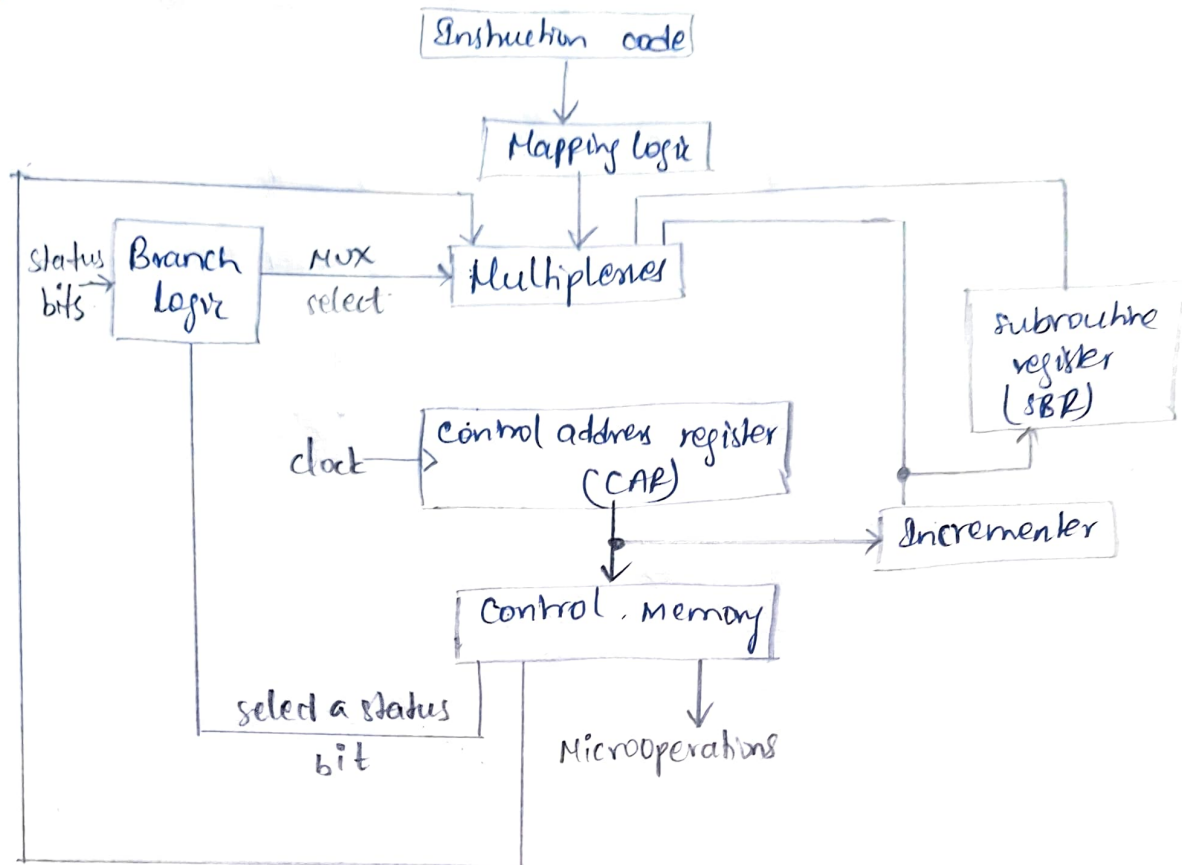 Instruction code
Mapping Logic
status
bits
Branch
Logic
MUX
select
Multiplexes
subroutine
register
(SBR)
clock
Control address register
(CAR)
Incrementer
Control. Memory
select a status
bit
Microoperations